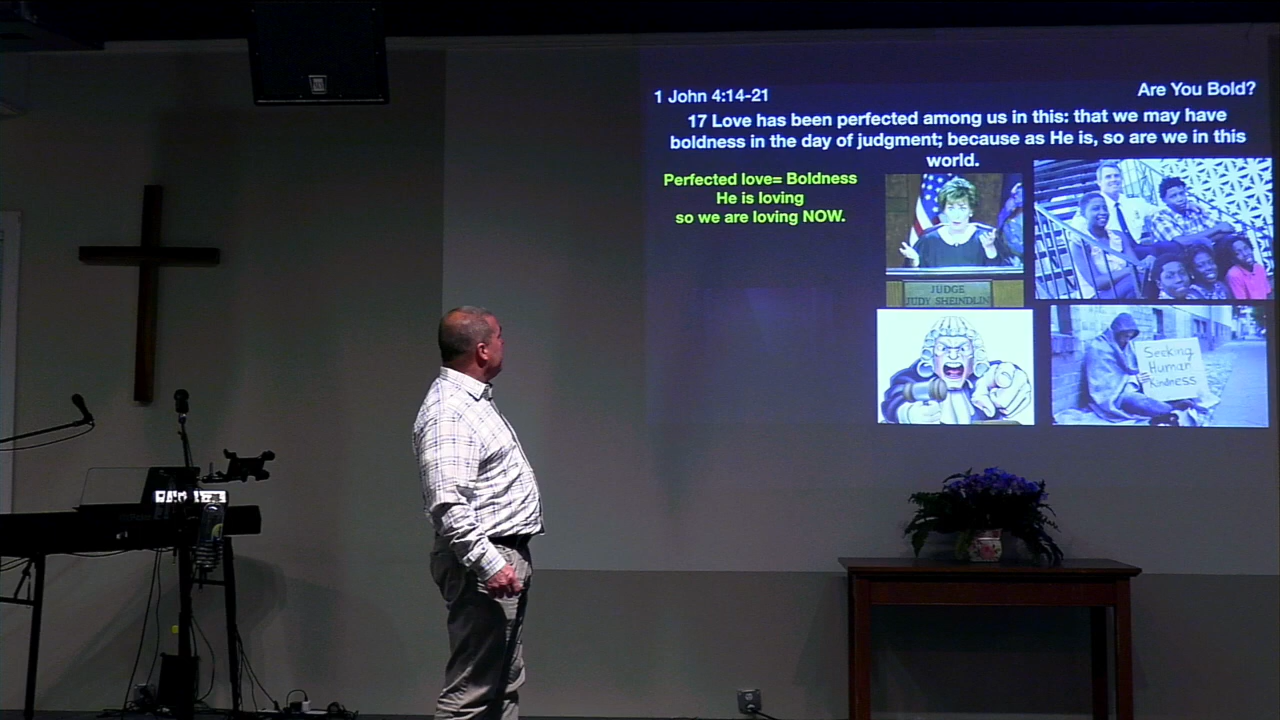 1 John 4:14-21
Are You Bold?
17 Love has been perfected among us in this: that we may have
boldness in the day of judgment; because as He is, so are we in this
world.
Perfected love= Boldness
He is loving
so we are loving NOW.
JUDGE
JUDY SHEINDLIN
Seeking
Human
Kindness